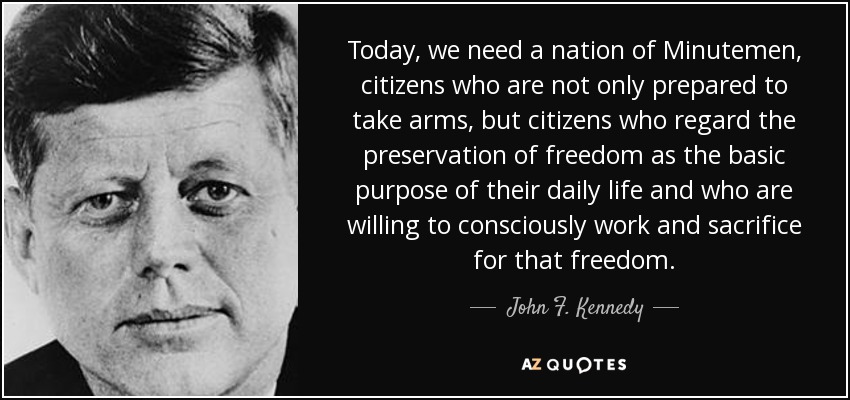 Today, we need a nation of Minutemen,
citizens who are not only prepared to
take arms, but citizens who regard the
preservation of freedom as the basic
purpose of their daily life and who are
willing to consciously work and sacrifice
for that freedom.
John F. Kennedy
AZ QUOTES